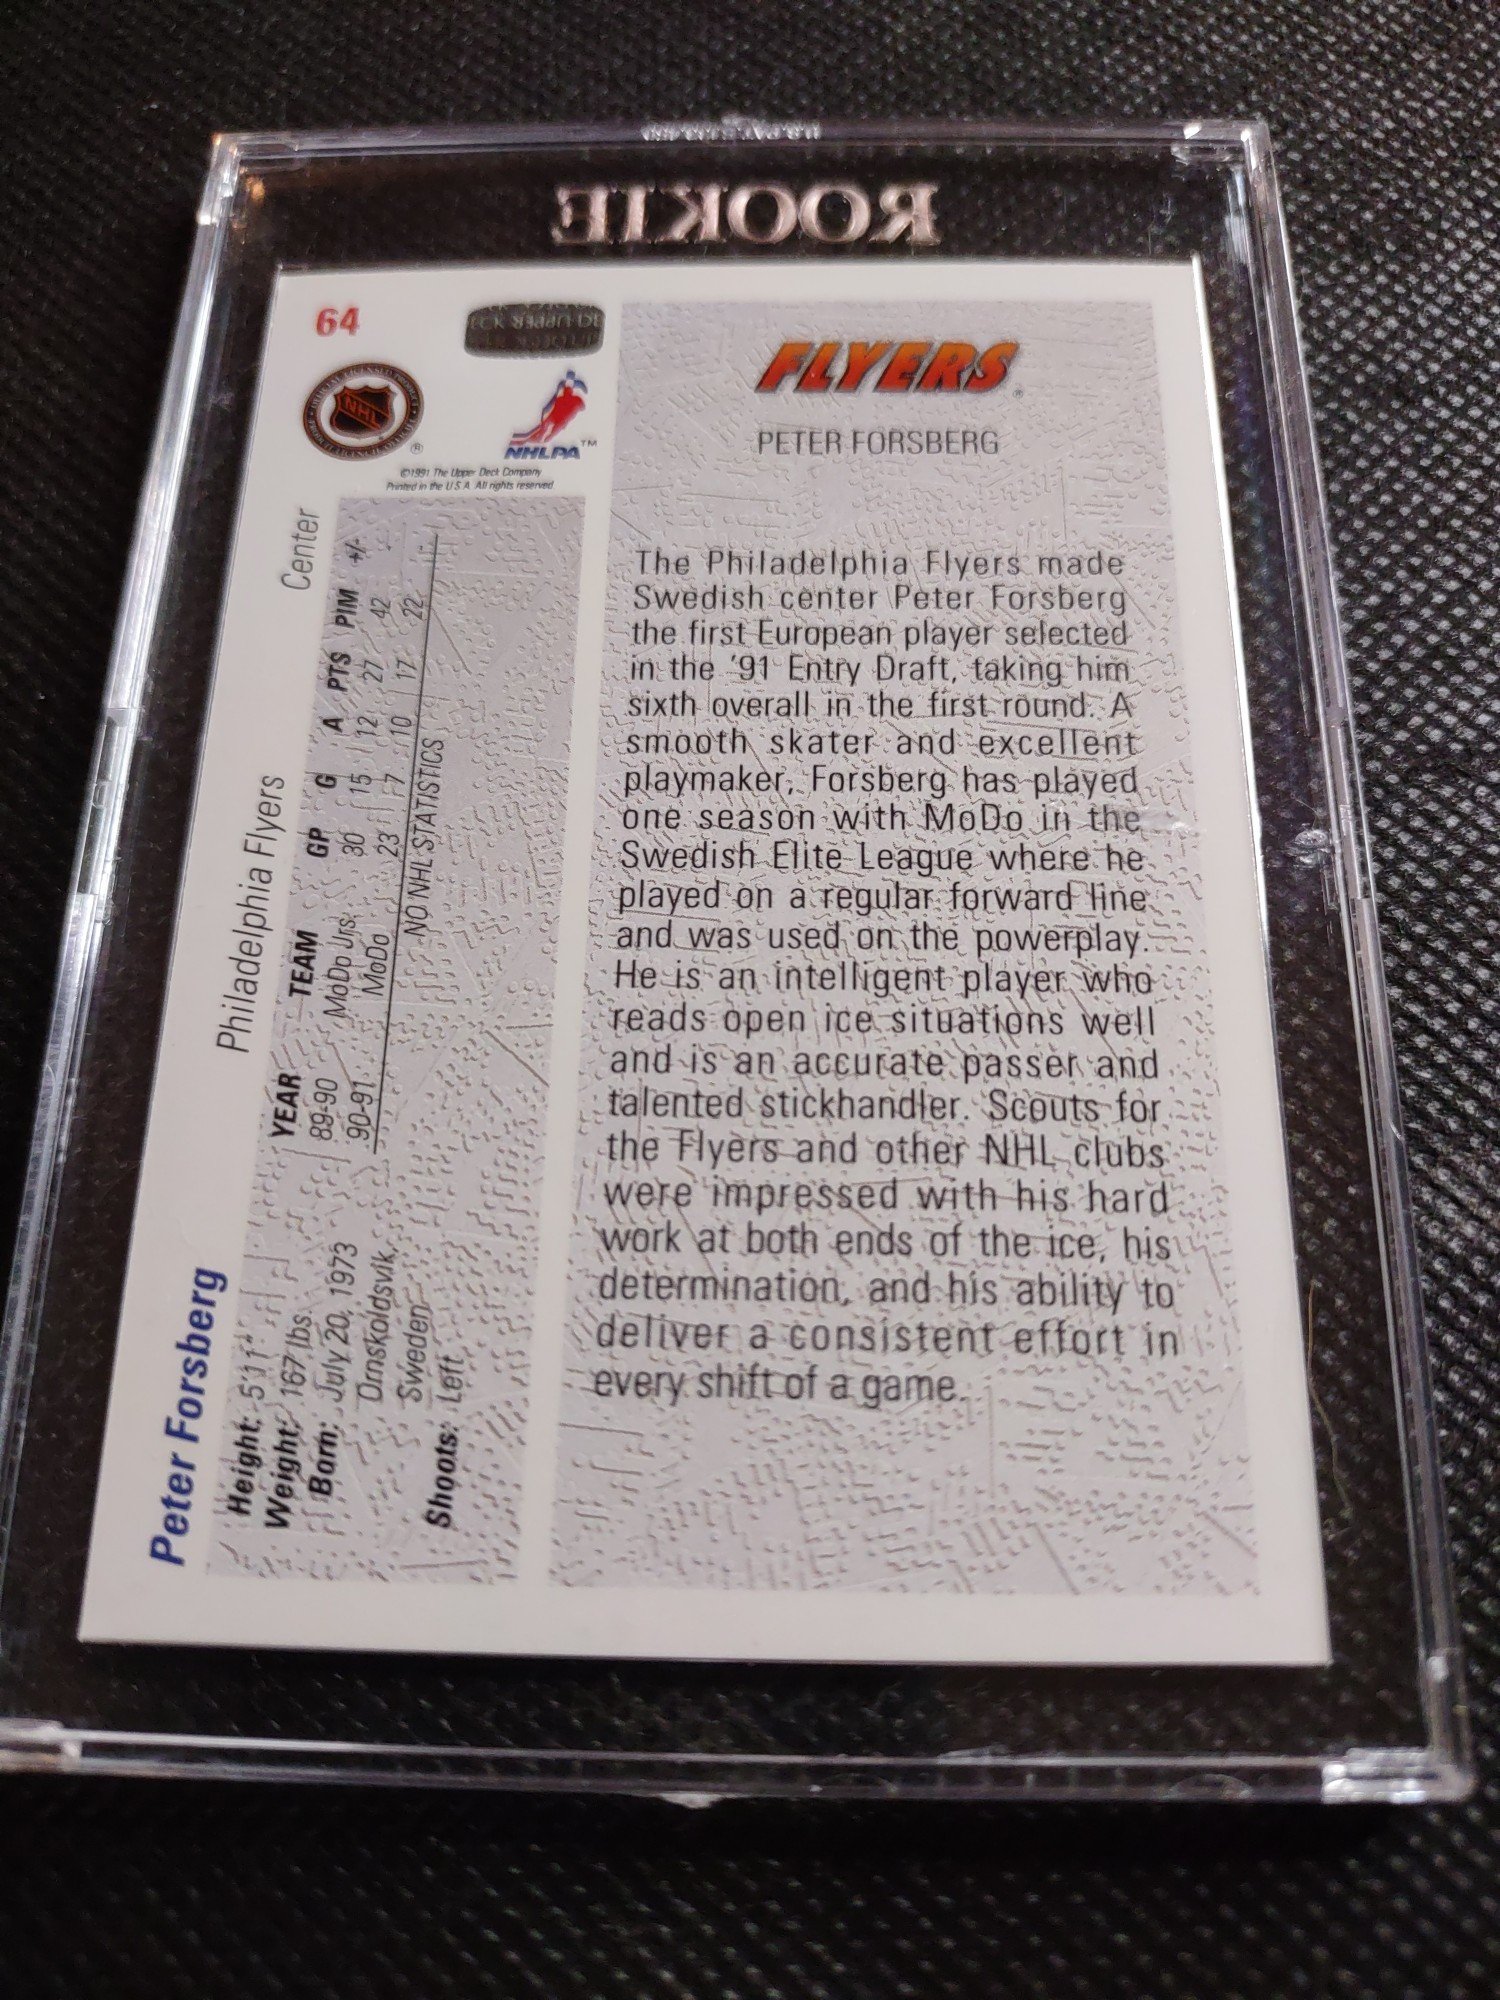 ROOKIE
64
UPPER
NHL
NHLPA™
©1991 The Upper Deck Company
Printed in the U.S.A. All rights reserved.
FLYERS®
PETER FORSBERG
The Philadelphia Flyers made
Swedish center Peter Forsberg
the first European player selected
in the '91 Entry Draft, taking him
sixth overall in the first round. A
smooth skater and excellent
playmaker, Forsberg has played
one season with MoDo in the
Swedish Elite League where he
played on a regular forward line
and was used on the powerplay.
He is an intelligent player who
reads open ice situations well
and is an accurate passer and
talented stickhandler. Scouts for
the Flyers and other NHL clubs
were impressed with his hard
work at both ends of the ice, his
determination, and his ability to
deliver a consistent effort in
every shift of a game.
Peter Forsberg Philadelphia Flyers Center
Height: 5'11"
Weight: 167 lbs.
Born: July 20, 1973
Ornskoldsvik,
Sweden
Shoots: Left
YEAR TEAM GP G A PTS PIM +/-
89-90 MoDo Jrs. 30 15 12 27 42 -
90-91 MoDo 23 7 10 17 22 -
NO NHL STATISTICS